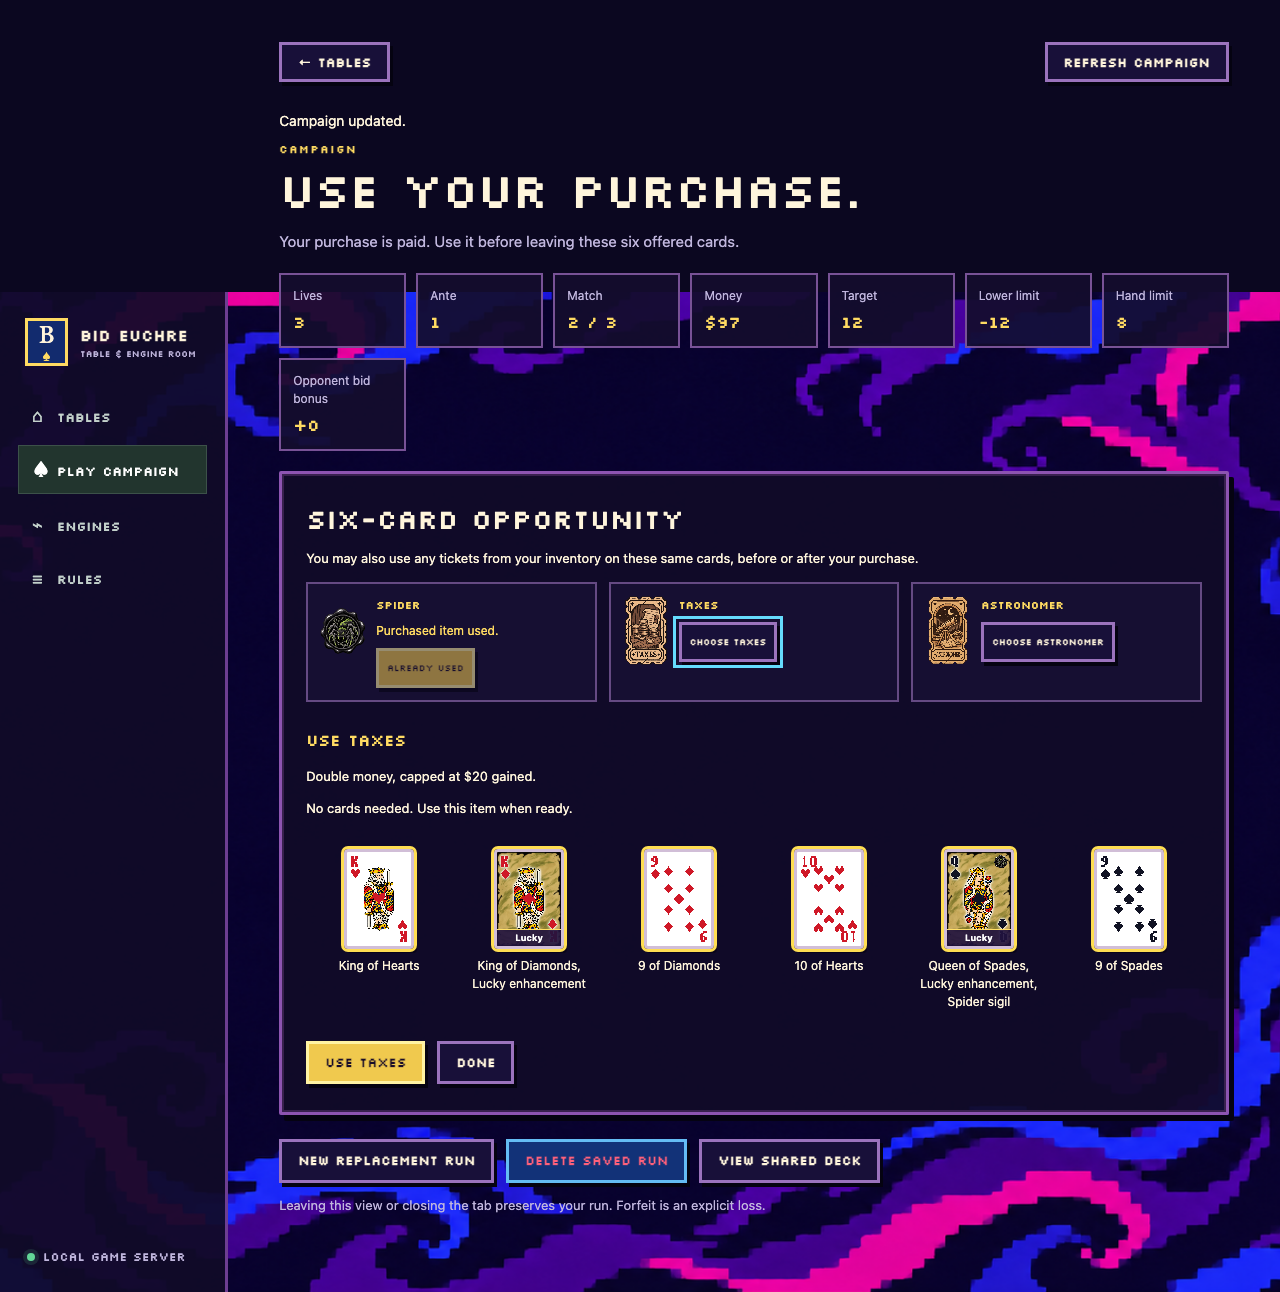 ← TABLES
REFRESH CAMPAIGN
Campaign updated.
CAMPAIGN
USE YOUR PURCHASE.
Your purchase is paid. Use it before leaving these six offered cards.
Lives
3
Ante
1
Match
2 / 3
Money
$97
Target
12
Lower limit
-12
Hand limit
8
Opponent bid
bonus
+0
B
BID EUCHRE
TABLE & ENGINE ROOM
TABLES
PLAY CAMPAIGN
ENGINES
RULES
LOCAL GAME SERVER
SIX-CARD OPPORTUNITY
You may also use any tickets from your inventory on these same cards, before or after your purchase.
SPIDER
Purchased item used.
ALREADY USED
TAXES
TAXES
CHOOSE TAXES
ASTRONOMER
CHOOSE ASTRONOMER
USE TAXES
Double money, capped at $20 gained.
No cards needed. Use this item when ready.
K
K
King of Hearts
K
Lucky
King of Diamonds,
Lucky enhancement
9
9
9 of Diamonds
10
10
10 of Hearts
Q
Lucky
Queen of Spades,
Lucky enhancement,
Spider sigil
9
9
9 of Spades
USE TAXES
DONE
NEW REPLACEMENT RUN
DELETE SAVED RUN
VIEW SHARED DECK
Leaving this view or closing the tab preserves your run. Forfeit is an explicit loss.